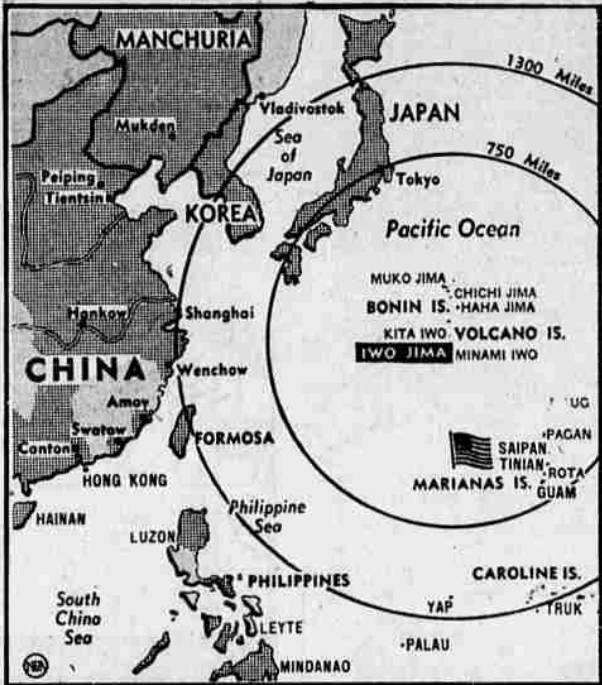 MANCHURIA
1300 Miles
Vladivostok
JAPAN
Mukden
Sea
of
Japan
750 Miles
Peiping
Tientsin
Tokyo
KOREA
Pacific Ocean
MUKO JIMA
CHICHI JIMA
BONIN IS.
HAHA JIMA
Hankow
Shanghai
KITA IWO
VOLCANO IS.
IWO JIMA
MINAMI IWO
CHINA
Wenchow
Amoy
UG
Swatow
FORMOSA
PAGAN
Canton
SAIPAN
TINIAN
HONG KONG
ROTA
MARIANAS IS.
GUAM
HAINAN
Philippine
Sea
LUZON
PHILIPPINES
CAROLINE IS.
South
China
Sea
YAP
TRUK
LEYTE
PALAU
MINDANAO
NEA